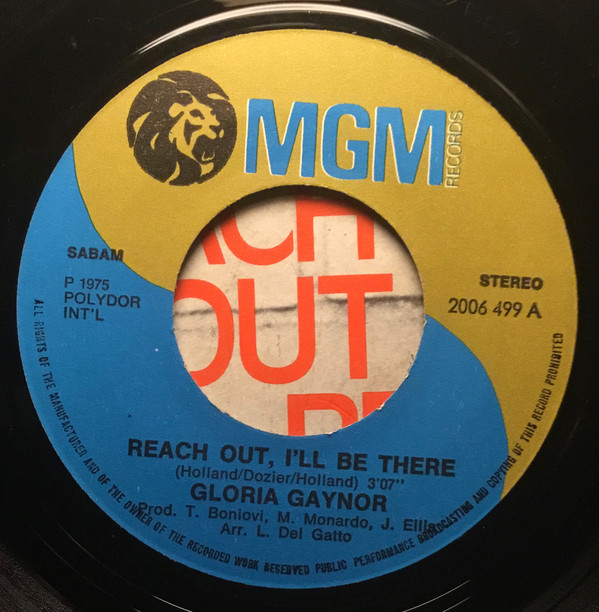 MGM
RECORDS
SABAM
P 1975
POLYDOR
INT'L
STEREO
2006 499 A
ACH
OUT
BE
REACH OUT, I'LL BE THERE
(Holland/Dozier/Holland) 3'07"
GLORIA GAYNOR
Prod. T. Boniovi, M. Monardo, J. Ellis
Arr. L. Del Gatto
ALL RIGHTS OF THE MANUFACTURER AND OF THE OWNER OF THE RECORDED WORK RESERVED PUBLIC PERFORMANCE BROADCASTING AND COPYING OF THIS RECORD PROHIBITED